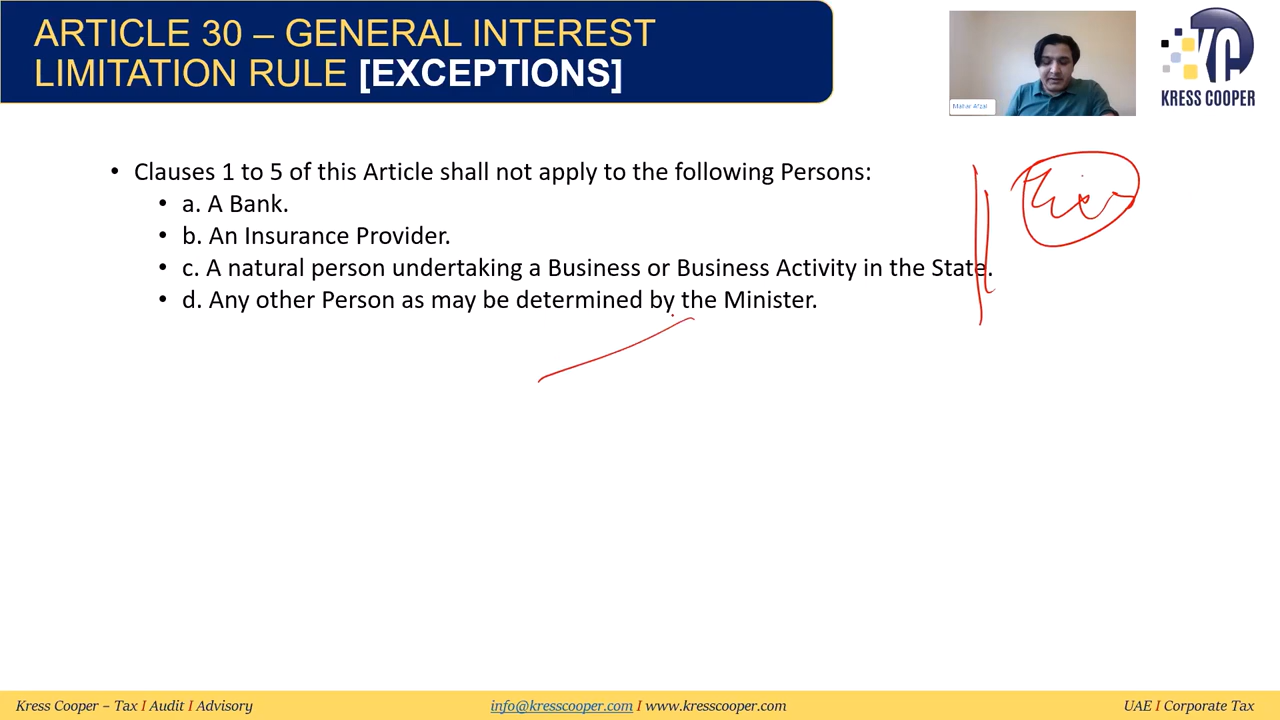 ARTICLE 30 – GENERAL INTEREST
LIMITATION RULE [EXCEPTIONS]
Mahar Afzal
KC
KRESS COOPER
• Clauses 1 to 5 of this Article shall not apply to the following Persons:
• a. A Bank.
• b. An Insurance Provider.
• c. A natural person undertaking a Business or Business Activity in the State.
• d. Any other Person as may be determined by the Minister.
Kress Cooper – Tax I Audit I Advisory
info@kresscooper.com I www.kresscooper.com
UAE I Corporate Tax